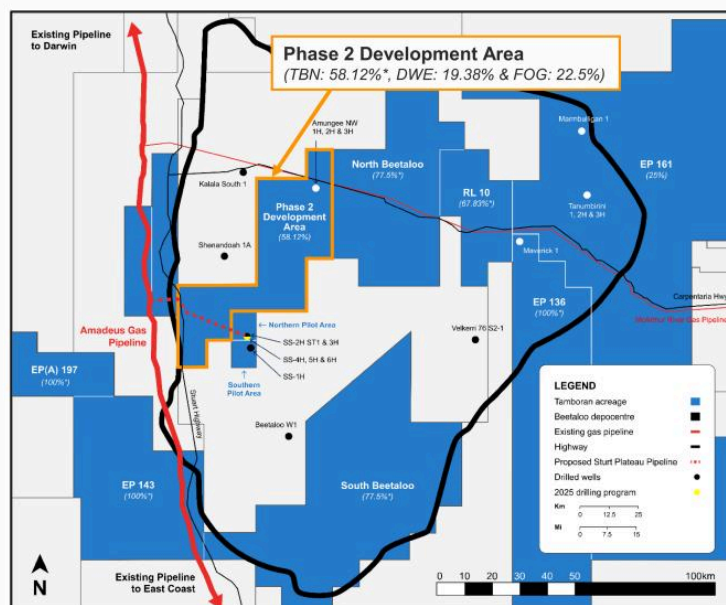 Existing Pipeline
to Darwin
Phase 2 Development Area
(TBN: 58.12%*, DWE: 19.38% & FOG: 22.5%)
Amungee NW
1H, 2H & 3H
Marmbulligan 1
North Beetaloo
(77.5%*)
EP 161
(25%)
Kalala South 1
RL 10
(67.83%*)
Tanumbirini
1, 2H & 3H
Phase 2
Development
Area
(58.12%)
Shenandoah 1A
Maverick 1
Carpentaria Hwy
McArthur River Gas Pipeline
EP 136
(100%*)
Amadeus Gas
Pipeline
← Northern Pilot Area
SS-2H ST1 & 3H
SS-4H, 5H & 6H
SS-1H
Southern
Pilot Area
Velkerri 76 S2-1
EP(A) 197
(100%*)
Stuart Highway
Beetaloo W1
EP 143
(100%*)
South Beetaloo
(77.5%*)
LEGEND
Tamboran acreage
Beetaloo depocentre
Existing gas pipeline
Highway
Proposed Sturt Plateau Pipeline
Drilled wells
2025 drilling program
Km
0 12.5 25
Mi
0 7.5 15
N
Existing Pipeline
to East Coast
0 10 20 30 40 50 100km